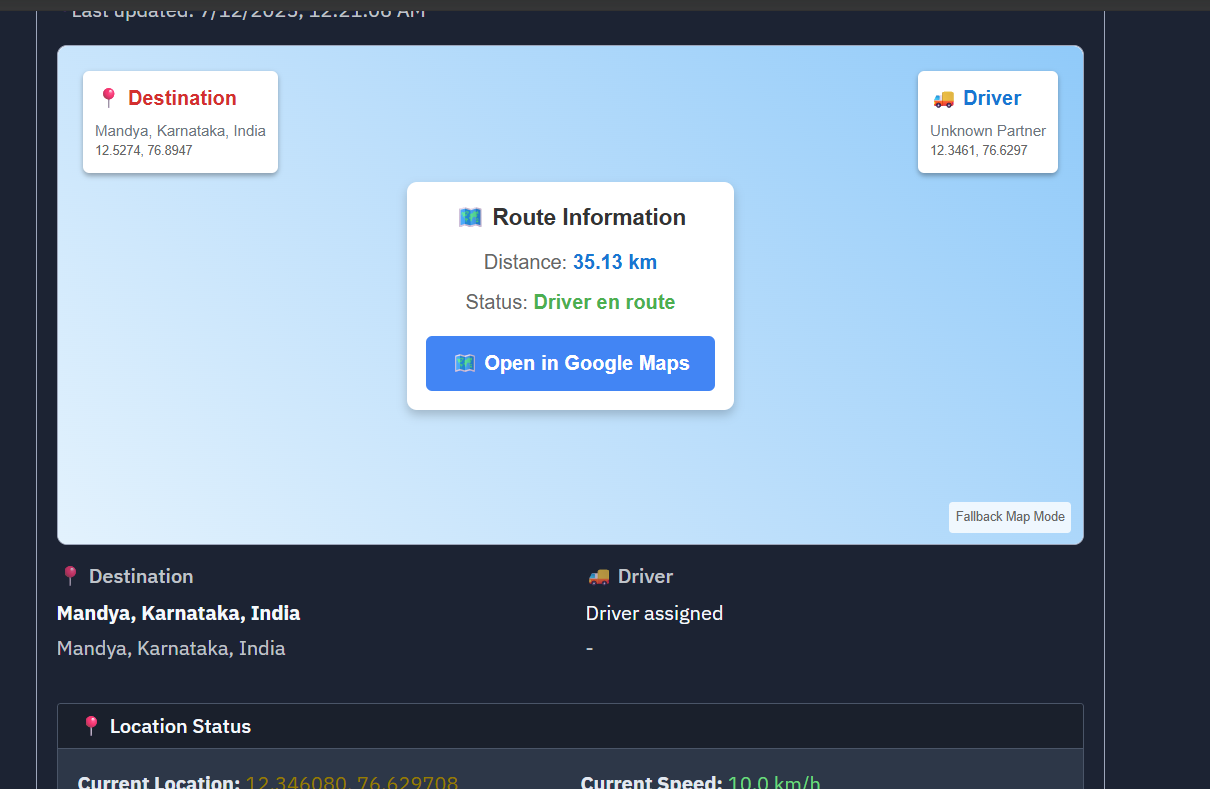 Last updated: 7/12/2025, 12:21:06 AM
Destination
Mandya, Karnataka, India
12.5274, 76.8947
Driver
Unknown Partner
12.3461, 76.6297
Route Information
Distance: 35.13 km
Status: Driver en route
Open in Google Maps
Fallback Map Mode
Destination
Mandya, Karnataka, India
Mandya, Karnataka, India
Driver
Driver assigned
-
Location Status
Current Location: 12.346080, 76.629708
Current Speed: 10.0 km/h